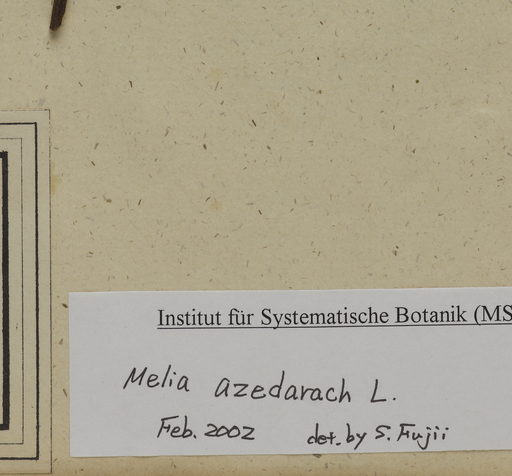 Institut für Systematische Botanik (MS
Melia azedarach L.
Feb. 2002 det. by S. Fujii